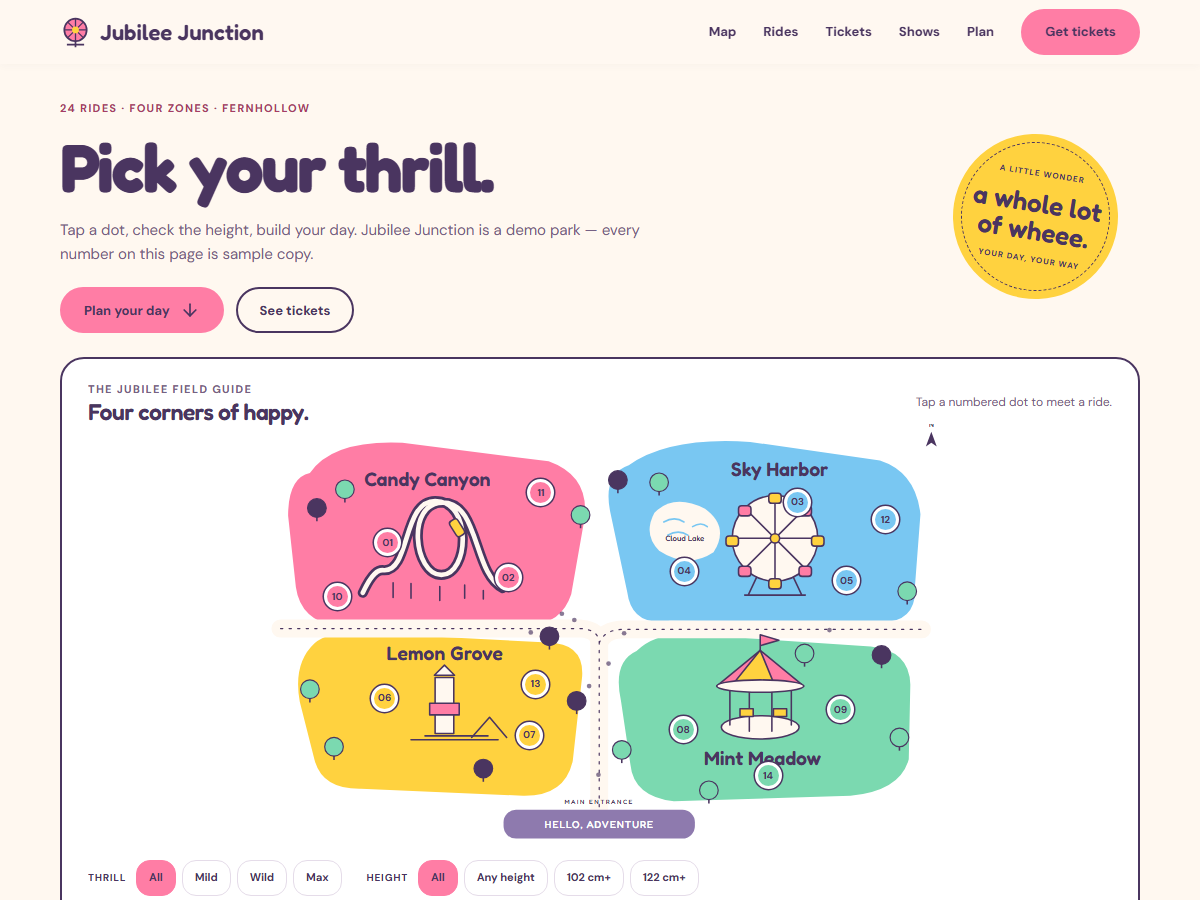 Jubilee Junction
Map
Rides
Tickets
Shows
Plan
Get tickets
24 RIDES · FOUR ZONES · FERNHOLLOW
Pick your thrill.
Tap a dot, check the height, build your day. Jubilee Junction is a demo park — every
number on this page is sample copy.
Plan your day
See tickets
A LITTLE WONDER
a whole lot
of wheee.
YOUR DAY, YOUR WAY
THE JUBILEE FIELD GUIDE
Four corners of happy.
Tap a numbered dot to meet a ride.
N
Candy Canyon
11
01
02
10
Sky Harbor
03
12
Cloud Lake
04
05
Lemon Grove
06
13
07
09
08
Mint Meadow
14
MAIN ENTRANCE
HELLO, ADVENTURE
THRILL
All
Mild
Wild
Max
HEIGHT
All
Any height
102 cm+
122 cm+